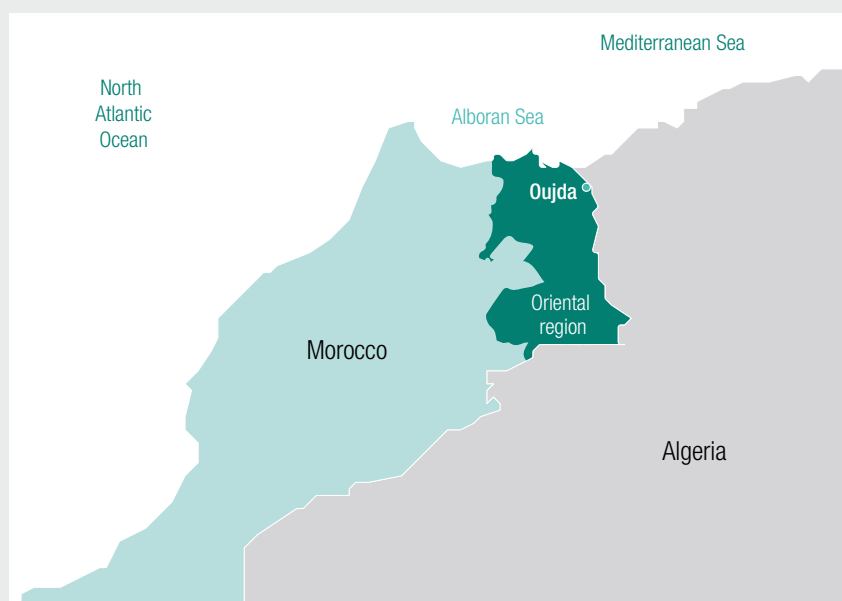 Mediterranean Sea
North
Atlantic
Ocean
Alboran Sea
Oujda
Oriental
region
Morocco
Algeria